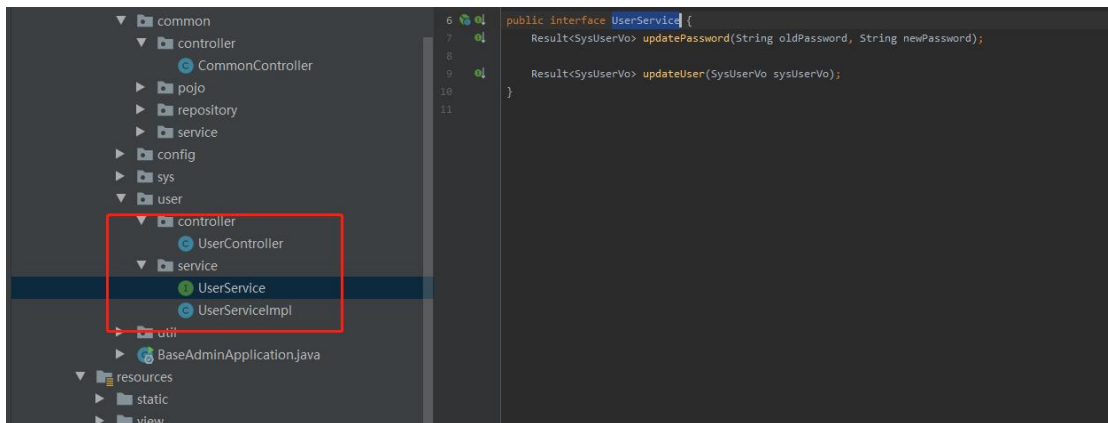 common
controller
CommonController
pojo
repository
service
config
sys
user
controller
UserController
service
UserService
UserServiceImpl
util
BaseAdminApplication.java
resources
static
view
6 public interface UserService {
7 Result<SysUserVo> updatePassword(String oldPassword, String newPassword);
8
9 Result<SysUserVo> updateUser(SysUserVo sysUserVo);
10 }
11